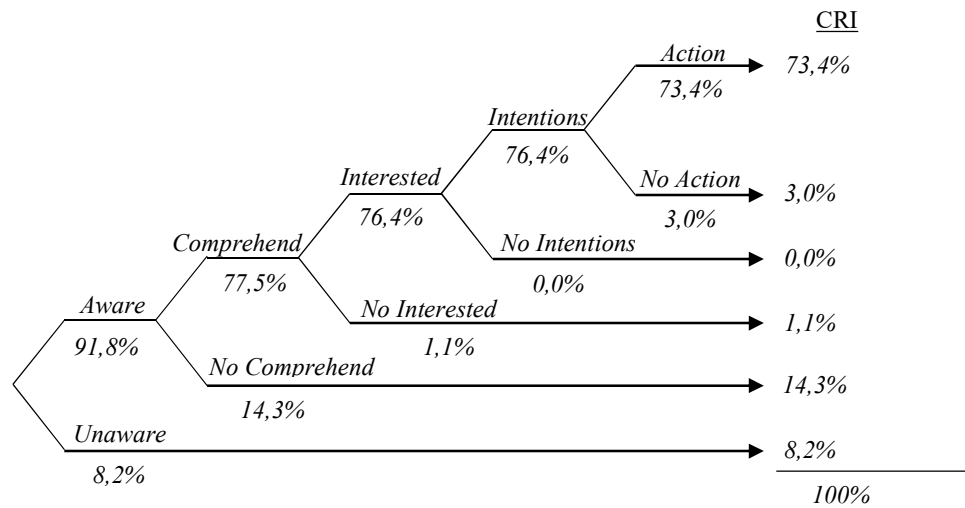 CRI
Action
73,4%
73,4%
Intentions
76,4%
No Action
3,0%
3,0%
Interested
76,4%
No Intentions
0,0%
0,0%
Comprehend
77,5%
No Interested
1,1%
1,1%
Aware
91,8%
No Comprehend
14,3%
14,3%
Unaware
8,2%
8,2%
100%